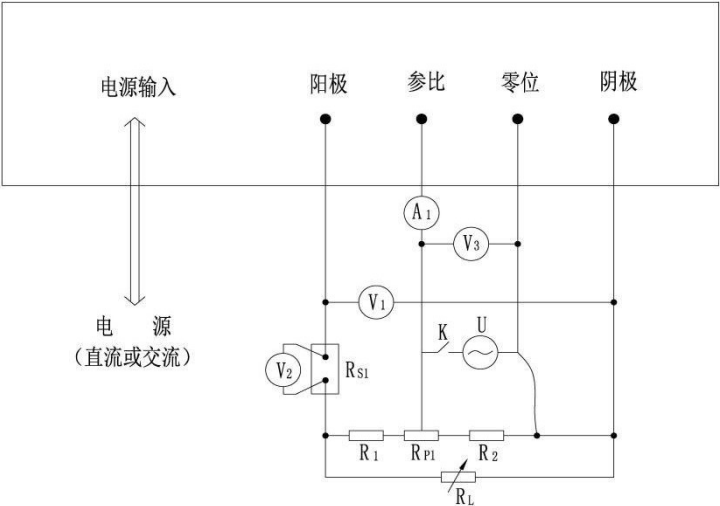 电源输入
阳极
参比
零位
阴极
A1
V3
V1
电 源
（直流或交流）
K
U
V2
RS1
R1
RP1
R2
RL